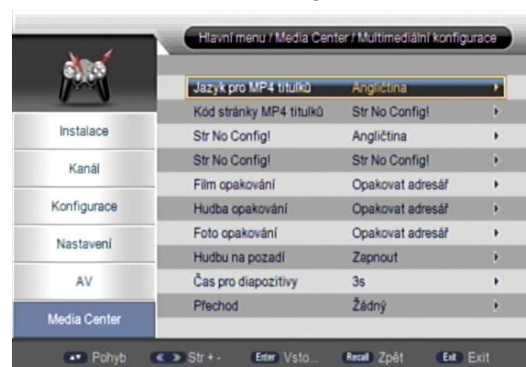 Hlavní menu / Media Center / Multimediální konfigurace
Instalace
Kanál
Konfigurace
Nastavení
AV
Media Center
Jazyk pro MP4 titulků Angličtina
Kód stránky MP4 titulků Str No Config!
Str No Config! Angličtina
Str No Config! Str No Config!
Film opakování Opakovat adresář
Hudba opakování Opakovat adresář
Foto opakování Opakovat adresář
Hudbu na pozadí Zapnout
Čas pro diapozitivy 3s
Přechod Žádný
Pohyb Str + - Enter Vsto... Recall Zpět Exit Exit